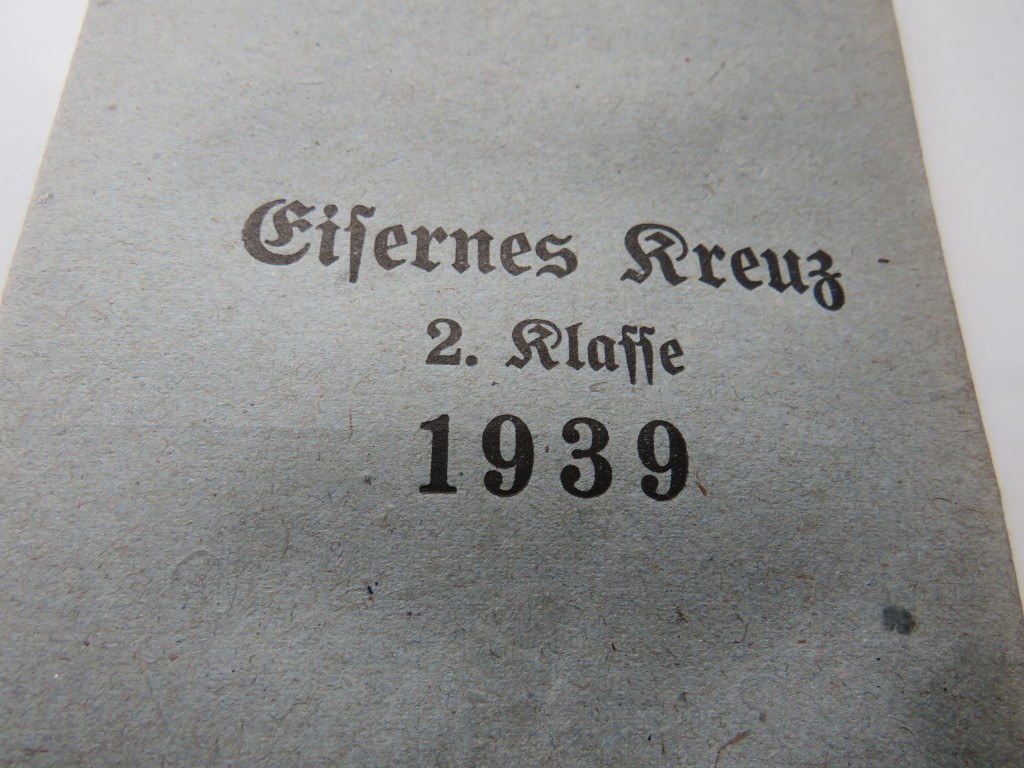 Eiſernes Kreuz
2. Klaſſe
1939